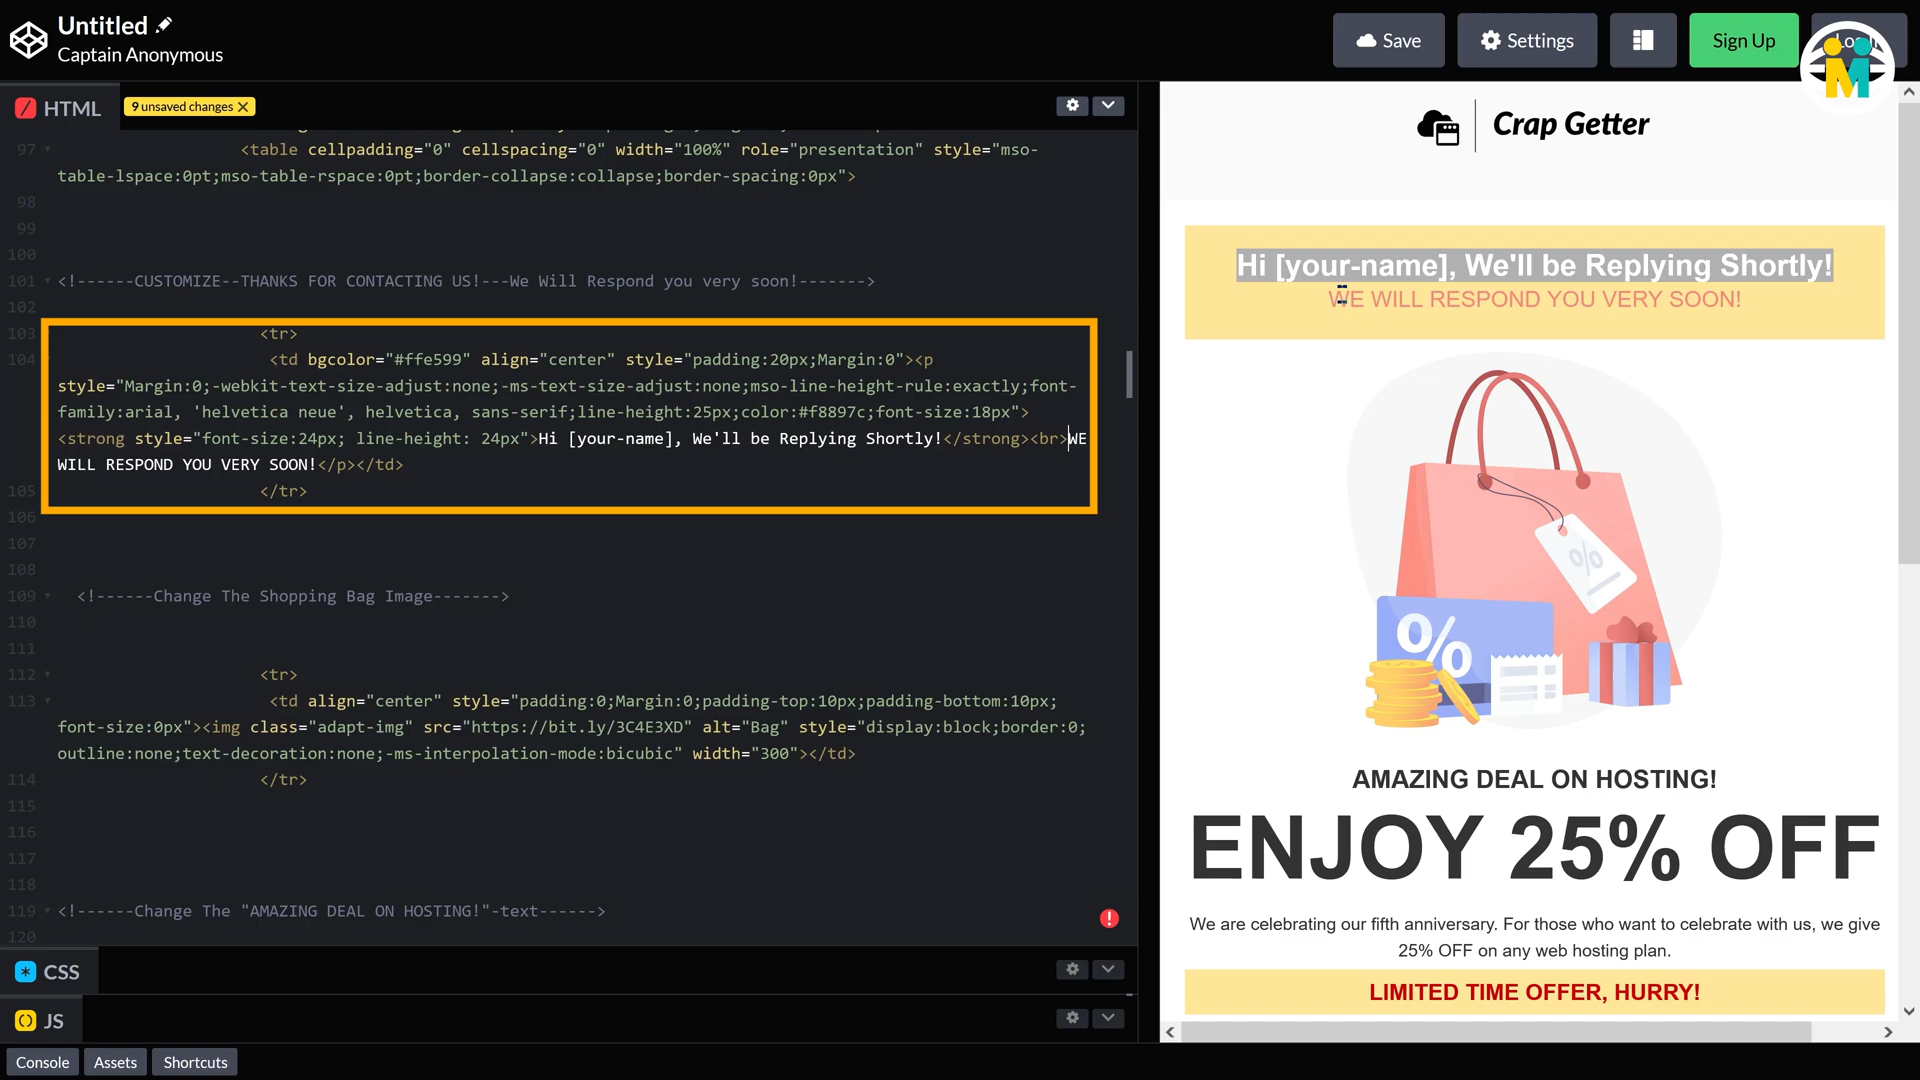 Untitled
Captain Anonymous
Save
Settings
Sign Up
HTML
9 unsaved changes X
97 <table cellpadding="0" cellspacing="0" width="100%" role="presentation" style="mso-
table-lspace:0pt;mso-table-rspace:0pt;border-collapse:collapse;border-spacing:0px">
98
99
100
101 <!------CUSTOMIZE--THANKS FOR CONTACTING US!---We Will Respond you very soon!------->
102
103 <tr>
104 <td bgcolor="#ffe599" align="center" style="padding:20px;Margin:0"><p
style="Margin:0;-webkit-text-size-adjust:none;-ms-text-size-adjust:none;mso-line-height-rule:exactly;font-
family:arial, 'helvetica neue', helvetica, sans-serif;line-height:25px;color:#f8897c;font-size:18px">
<strong style="font-size:24px; line-height: 24px">Hi [your-name], We'll be Replying Shortly!</strong><br>WE
WILL RESPOND YOU VERY SOON!</p></td>
105 </tr>
106
107
108
109 <!------Change The Shopping Bag Image------->
110
111
112 <tr>
113 <td align="center" style="padding:0;Margin:0;padding-top:10px;padding-bottom:10px;
font-size:0px"><img class="adapt-img" src="https://bit.ly/3C4E3XD" alt="Bag" style="display:block;border:0;
outline:none;text-decoration:none;-ms-interpolation-mode:bicubic" width="300"></td>
114 </tr>
115
116
117
118
119 <!------Change The "AMAZING DEAL ON HOSTING!"-text------>
120
CSS
JS
Console
Assets
Shortcuts
M
Crap Getter
Hi [your-name], We'll be Replying Shortly!
WE WILL RESPOND YOU VERY SOON!
%
%
AMAZING DEAL ON HOSTING!
ENJOY 25% OFF
We are celebrating our fifth anniversary. For those who want to celebrate with us, we give
25% OFF on any web hosting plan.
LIMITED TIME OFFER, HURRY!